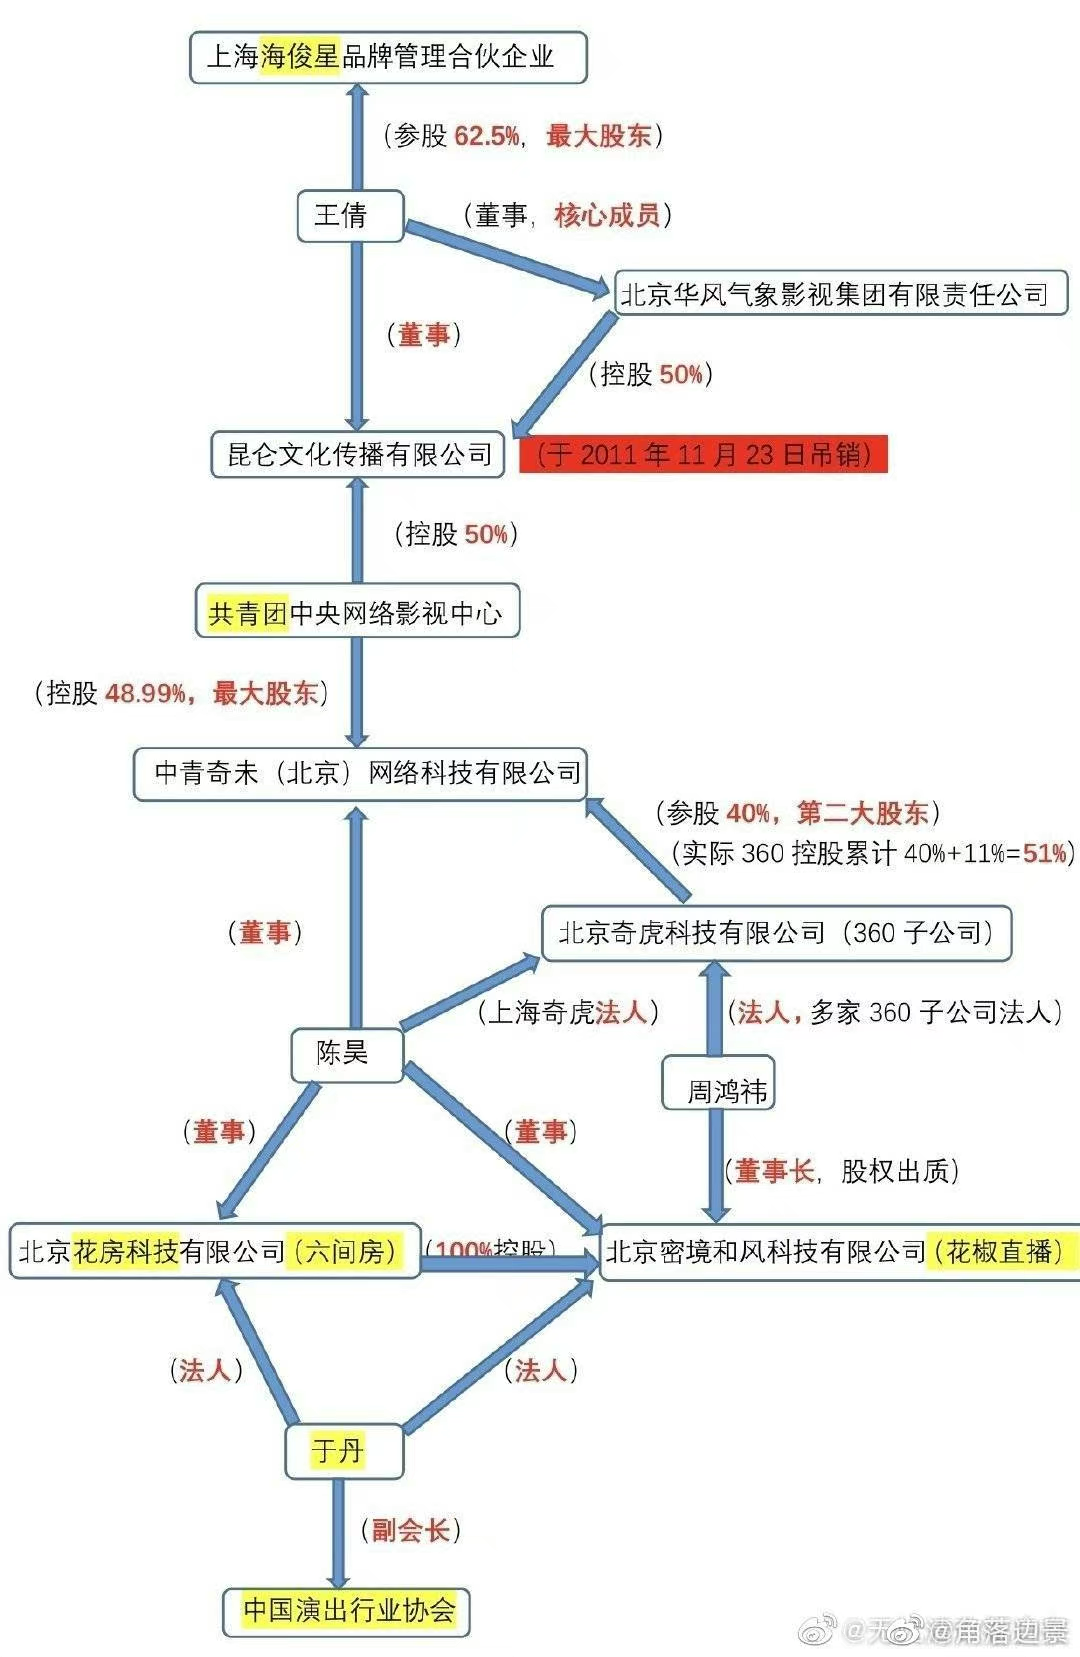 上海海俊星品牌管理合伙企业
（参股 62.5%，最大股东）
王倩
（董事，核心成员）
北京华风气象影视集团有限责任公司
（董事）
（控股 50%）
昆仑文化传播有限公司
（于 2011 年 11 月 23 日吊销）
（控股 50%）
共青团中央网络影视中心
（控股 48.99%，最大股东）
中青奇未（北京）网络科技有限公司
（参股 40%，第二大股东）
（实际 360 控股累计 40%+11%=51%）
（董事）
北京奇虎科技有限公司（360 子公司）
（上海奇虎法人）
（法人，多家 360 子公司法人）
陈昊
周鸿祎
（董事）
（董事）
（董事长，股权出质）
北京花房科技有限公司（六间房）
（100%控股）
北京密境和风科技有限公司（花椒直播）
（法人）
（法人）
于丹
（副会长）
中国演出行业协会
@角落边景